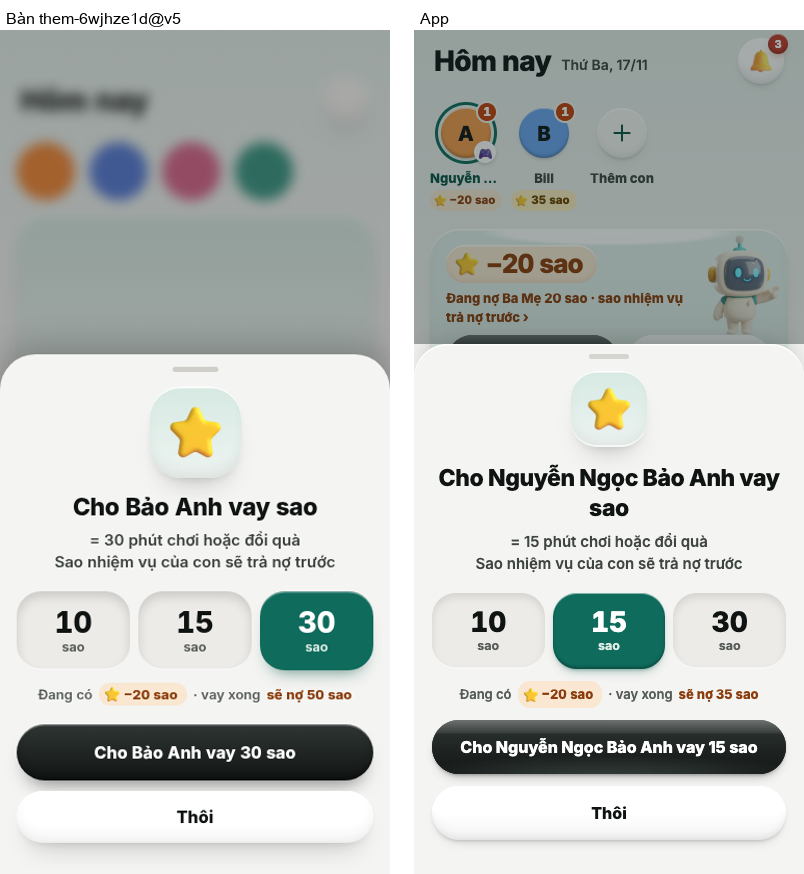 Bản them-6wjhze1d@v5
Hôm nay
Cho Bảo Anh vay sao
= 30 phút chơi hoặc đổi quà
Sao nhiệm vụ của con sẽ trả nợ trước
10
sao
15
sao
30
sao
Đang có −20 sao · vay xong sẽ nợ 50 sao
Cho Bảo Anh vay 30 sao
Thôi
App
Hôm nay Thứ Ba, 17/11
3
A
1
B
1
Nguyễn ...
Bill
Thêm con
−20 sao
35 sao
−20 sao
Đang nợ Ba Mẹ 20 sao · sao nhiệm vụ
trả nợ trước ›
Cho Nguyễn Ngọc Bảo Anh vay
sao
= 15 phút chơi hoặc đổi quà
Sao nhiệm vụ của con sẽ trả nợ trước
10
sao
15
sao
30
sao
Đang có −20 sao · vay xong sẽ nợ 35 sao
Cho Nguyễn Ngọc Bảo Anh vay 15 sao
Thôi